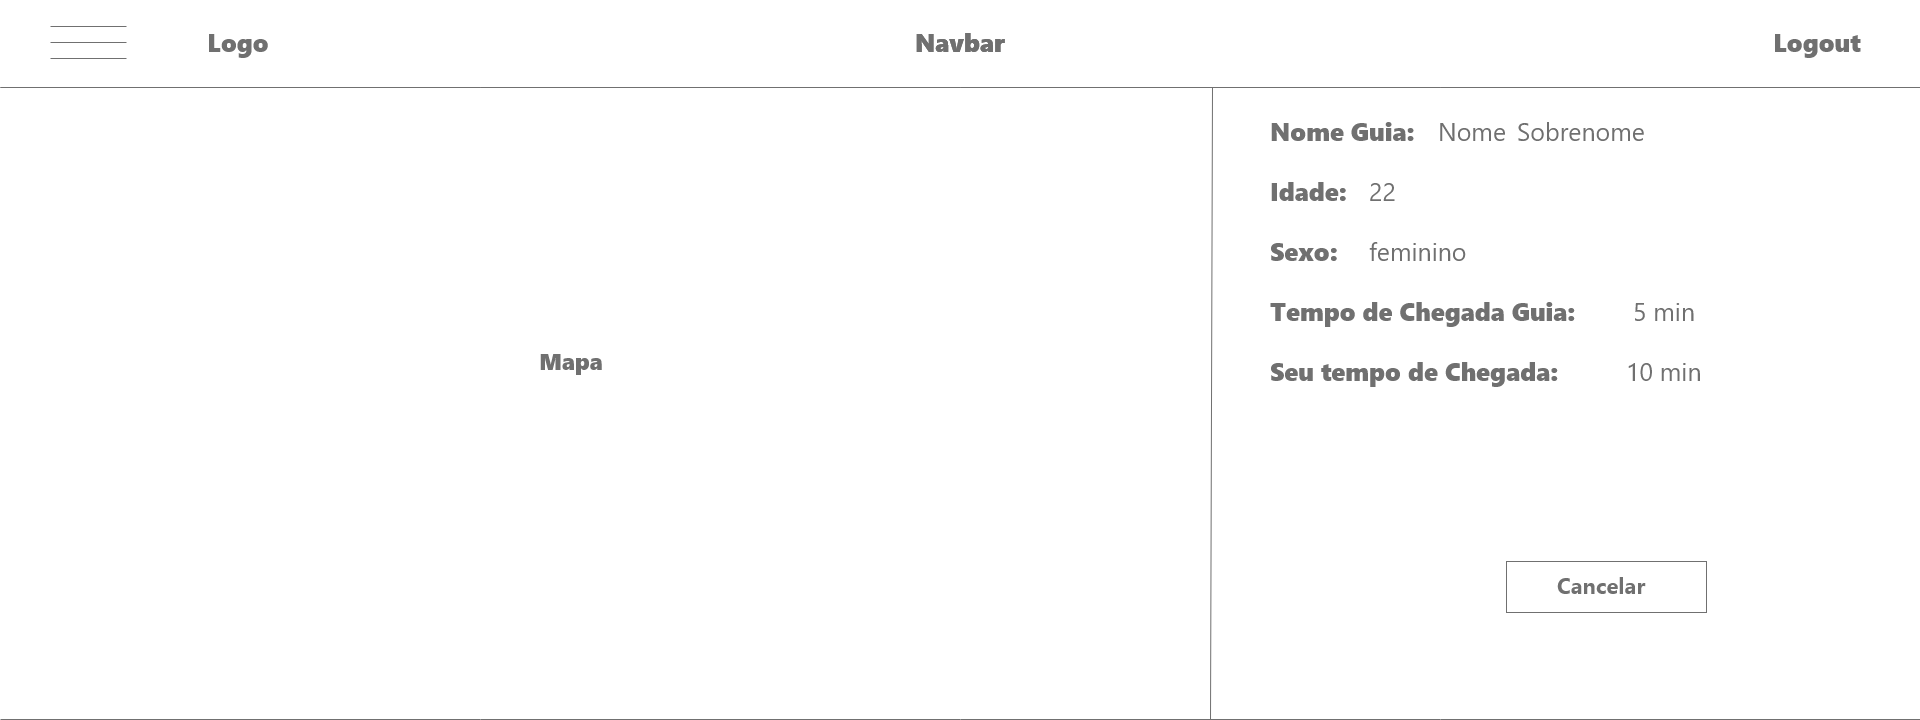 Logo Navbar Logout
Nome Guia: Nome Sobrenome
Idade: 22
Sexo: feminino
Tempo de Chegada Guia: 5 min
Mapa
Seu tempo de Chegada: 10 min
Cancelar